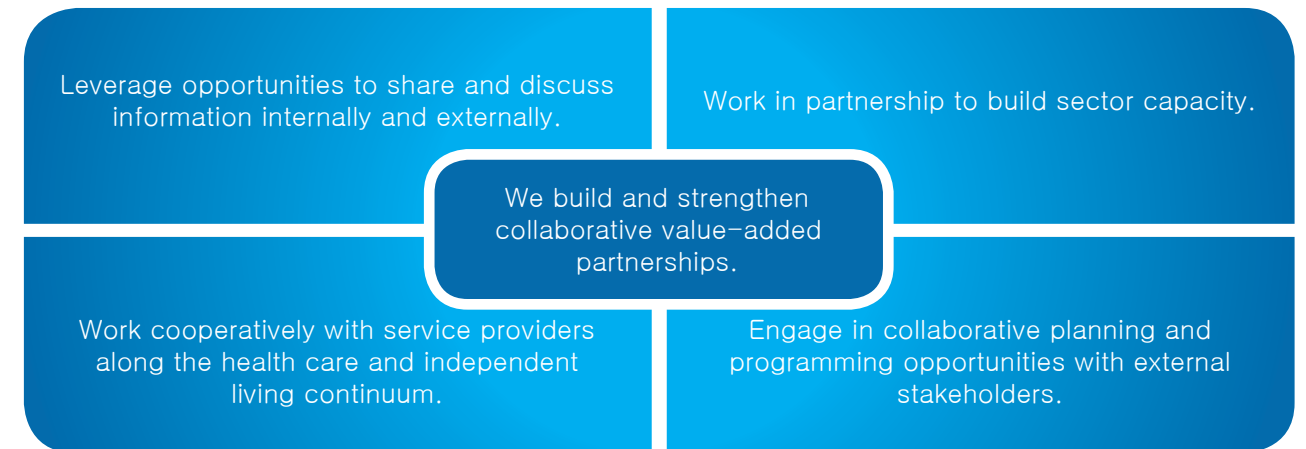 Leverage opportunities to share and discuss
information internally and externally.
Work in partnership to build sector capacity.
We build and strengthen
collaborative value-added
partnerships.
Work cooperatively with service providers
along the health care and independent
living continuum.
Engage in collaborative planning and
programming opportunities with external
stakeholders.